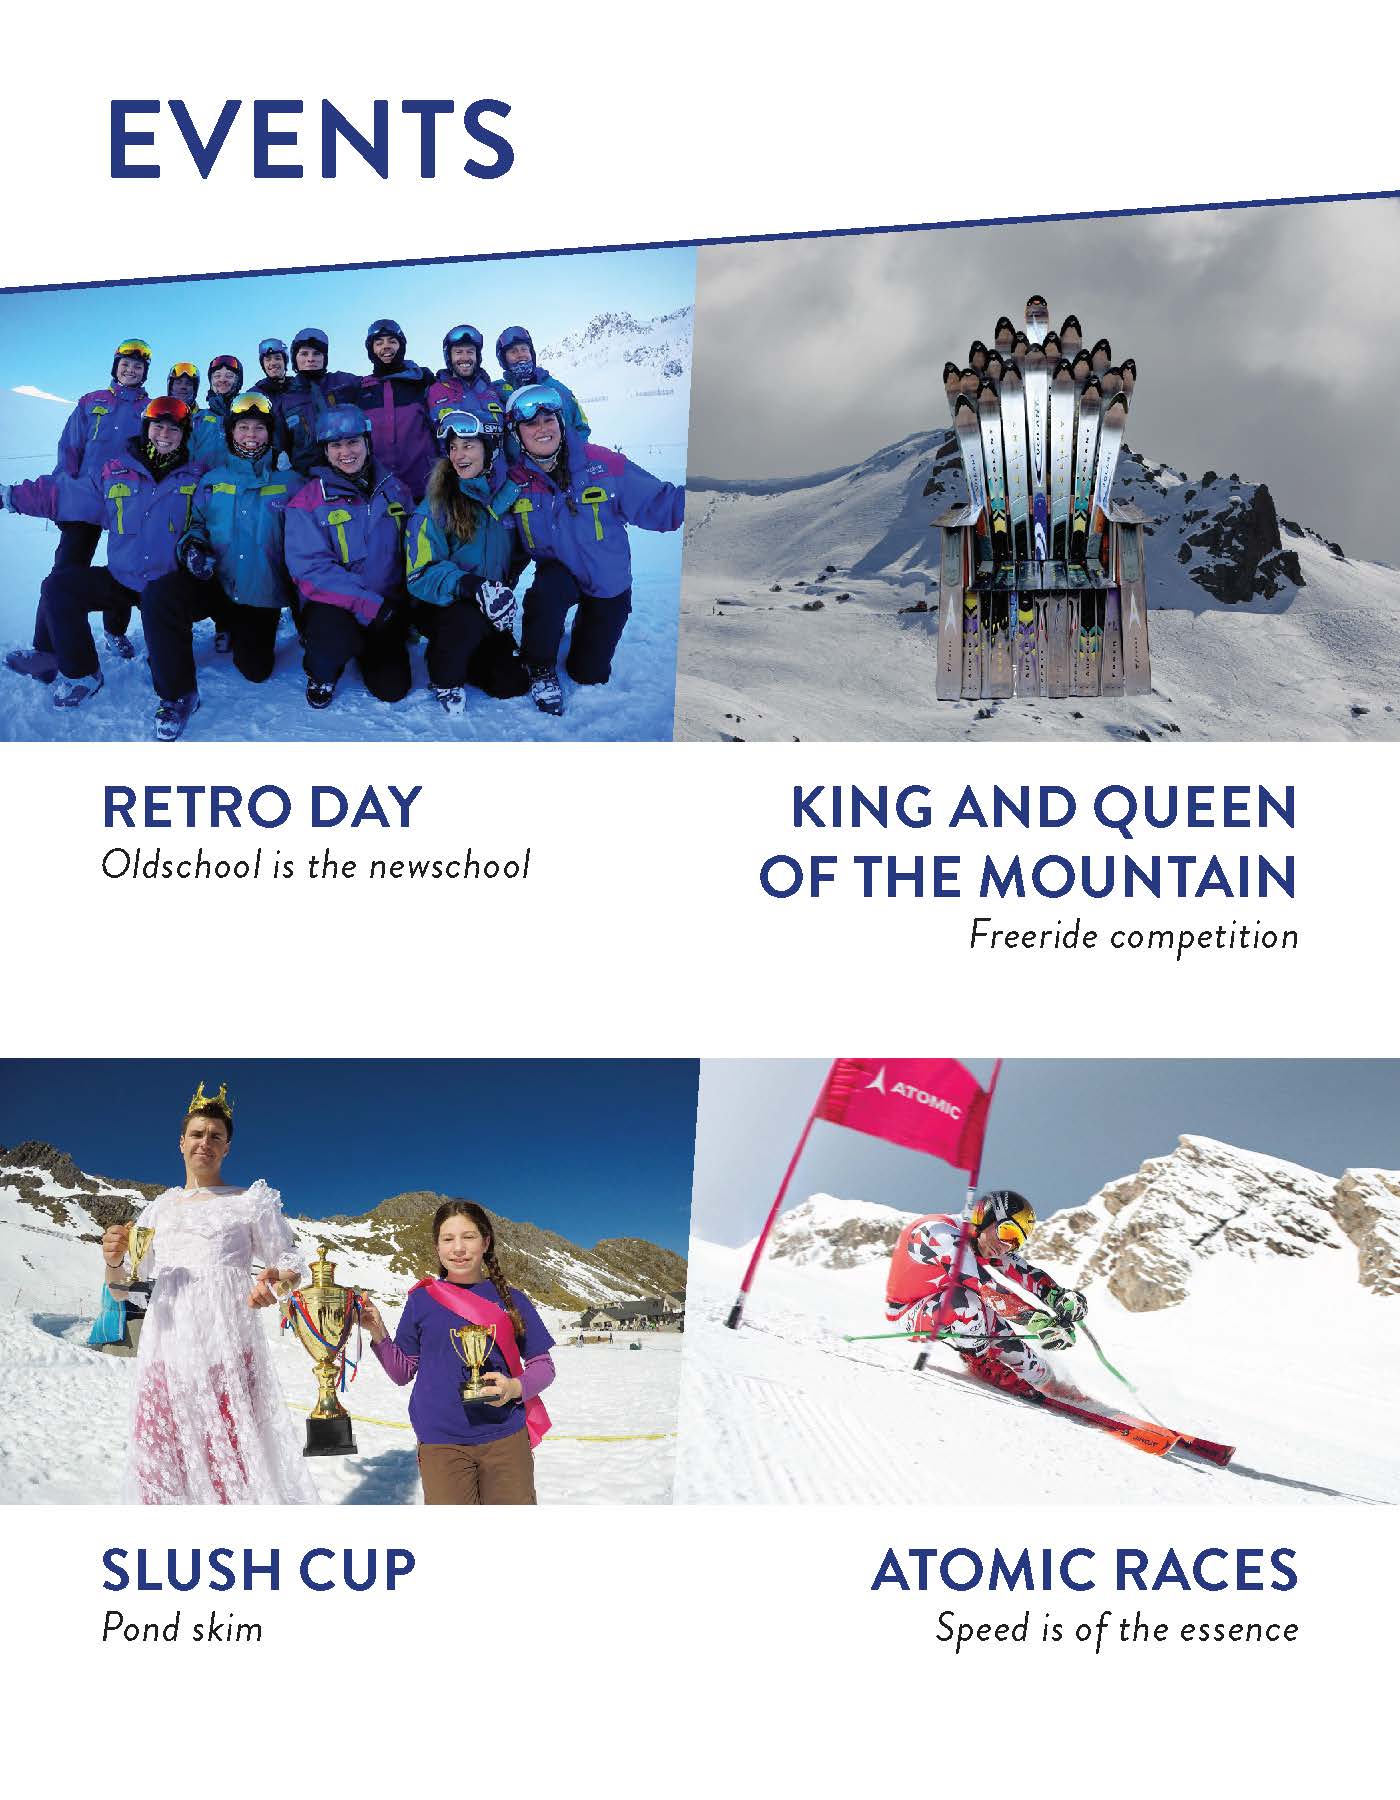 EVENTS
RETRO DAY
Oldschool is the newschool
KING AND QUEEN
OF THE MOUNTAIN
Freeride competition
ATOMIC
SLUSH CUP
Pond skim
ATOMIC RACES
Speed is of the essence